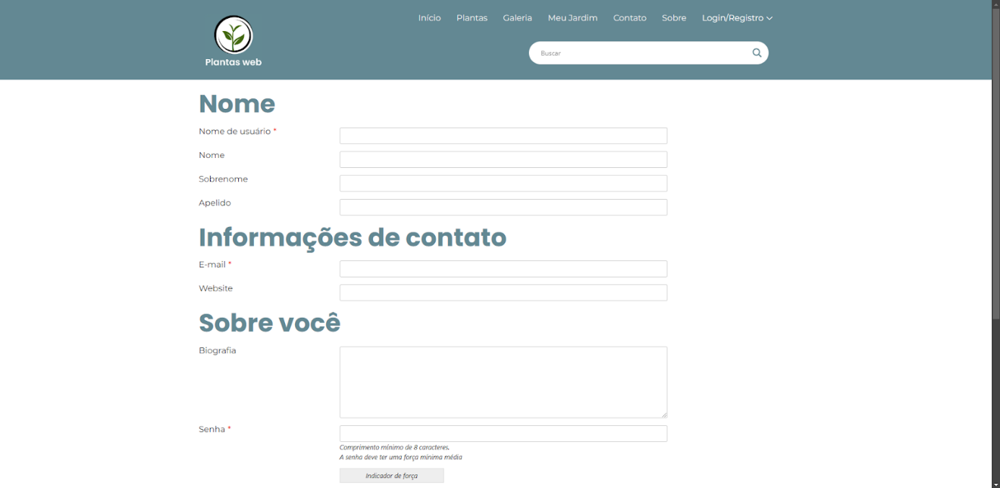 Início Plantas Galeria Meu Jardim Contato Sobre Login/Registro
Plantas web
Buscar
Nome
Nome de usuário *
Nome
Sobrenome
Apelido
Informações de contato
E-mail *
Website
Sobre você
Biografia
Senha *
Comprimento mínimo de 8 caracteres.
A senha deve ter uma força mínima média
Indicador de força